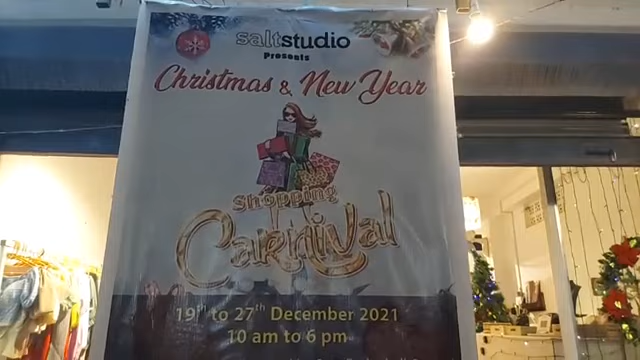 saltstudio
presents
Christmas & New Year
Shopping
Carnival
19th to 27th December 2021
10 am to 6 pm